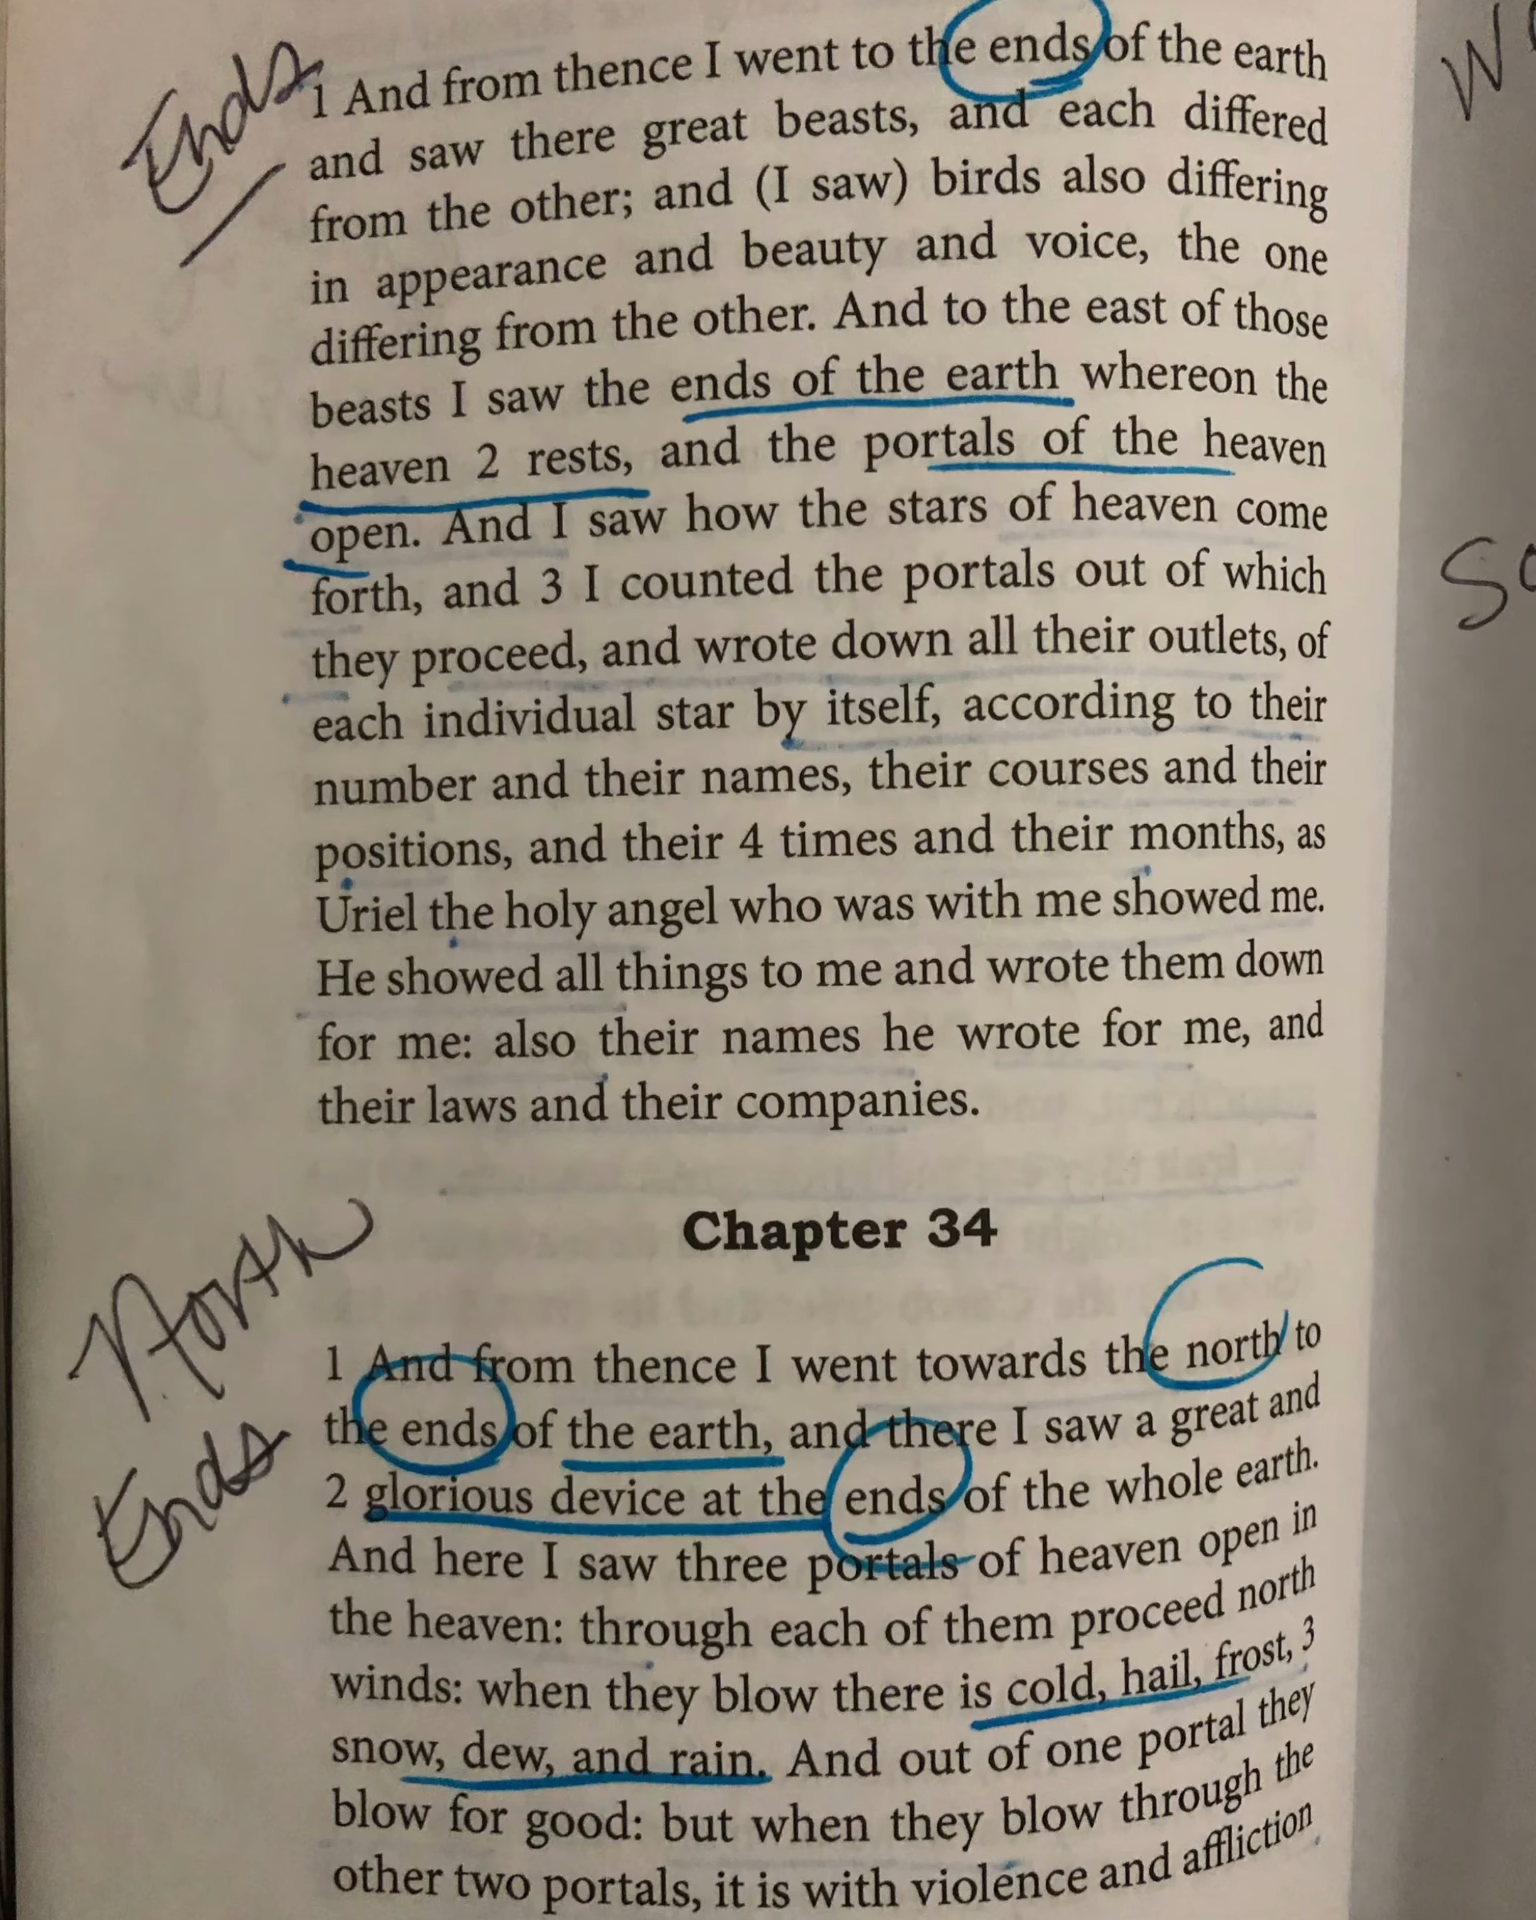 Ends
1 And from thence I went to the ends of the earth
and saw there great beasts, and each differed
from the other; and (I saw) birds also differing
in appearance and beauty and voice, the one
differing from the other. And to the east of those
beasts I saw the ends of the earth whereon the
heaven 2 rests, and the portals of the heaven
open. And I saw how the stars of heaven come
forth, and 3 I counted the portals out of which
they proceed, and wrote down all their outlets, of
each individual star by itself, according to their
number and their names, their courses and their
positions, and their 4 times and their months, as
Uriel the holy angel who was with me showed me.
He showed all things to me and wrote them down
for me: also their names he wrote for me, and
their laws and their companies.
Chapter 34
North
Ends
1 And from thence I went towards the north to
the ends of the earth, and there I saw a great and
2 glorious device at the ends of the whole earth.
And here I saw three portals of heaven open in
the heaven: through each of them proceed north
winds: when they blow there is cold, hail, frost, 3
snow, dew, and rain. And out of one portal they
blow for good: but when they blow through the
other two portals, it is with violence and affliction